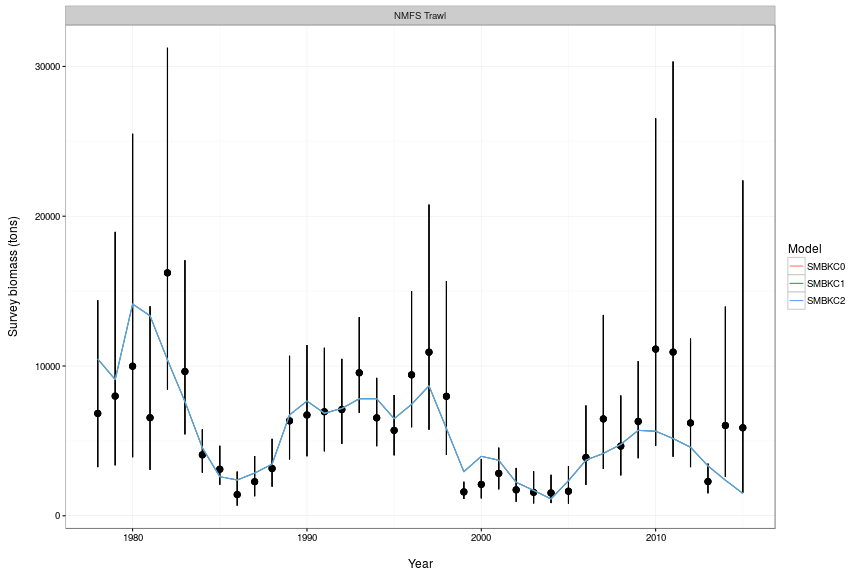 NMFS Trawl
30000
20000
10000
0
Survey biomass (tons)
1980
1990
2000
2010
Year
Model
SMBKC0
SMBKC1
SMBKC2